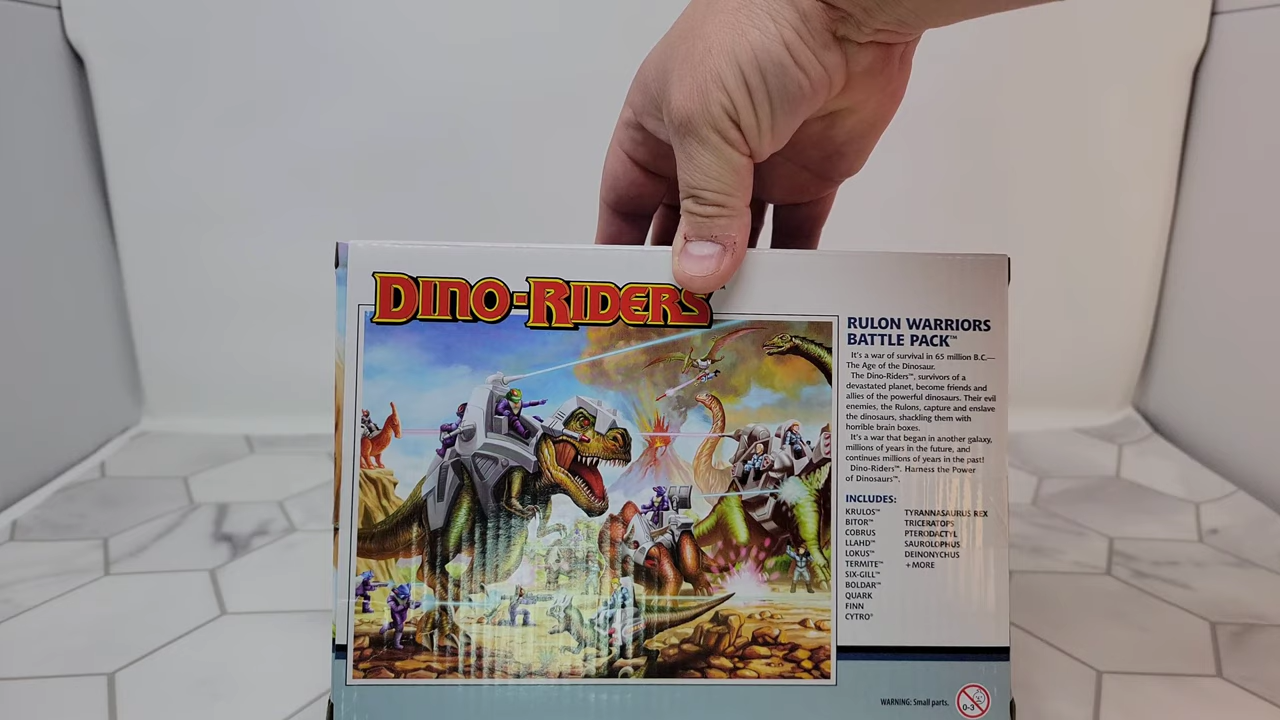 DINO-RIDERS
RULON WARRIORS
BATTLE PACK™
It's a war of survival in 65 million B.C.—
The Age of the Dinosaur.
The Dino-Riders™, survivors of a
devastated planet, become friends and
allies of the powerful dinosaurs. Their evil
enemies, the Rulons, capture and enslave
the dinosaurs, shackling them with
horrible brain boxes.
It's a war that began in another galaxy,
millions of years in the future, and
continues millions of years in the past!
Dino-Riders™. Harness the Power
of Dinosaurs™.
INCLUDES:
KRULOS™
BITOR™
COBRUS
LLAHD™
LOKUS™
TERMITE™
SIX-GILL™
BOLDAR™
QUARK
FINN
CYTRO®
TYRANNASAURUS REX
TRICERATOPS
PTERODACTYL
SAUROLOPHUS
DEINONYCHUS
+MORE
WARNING: Small parts.
0-3